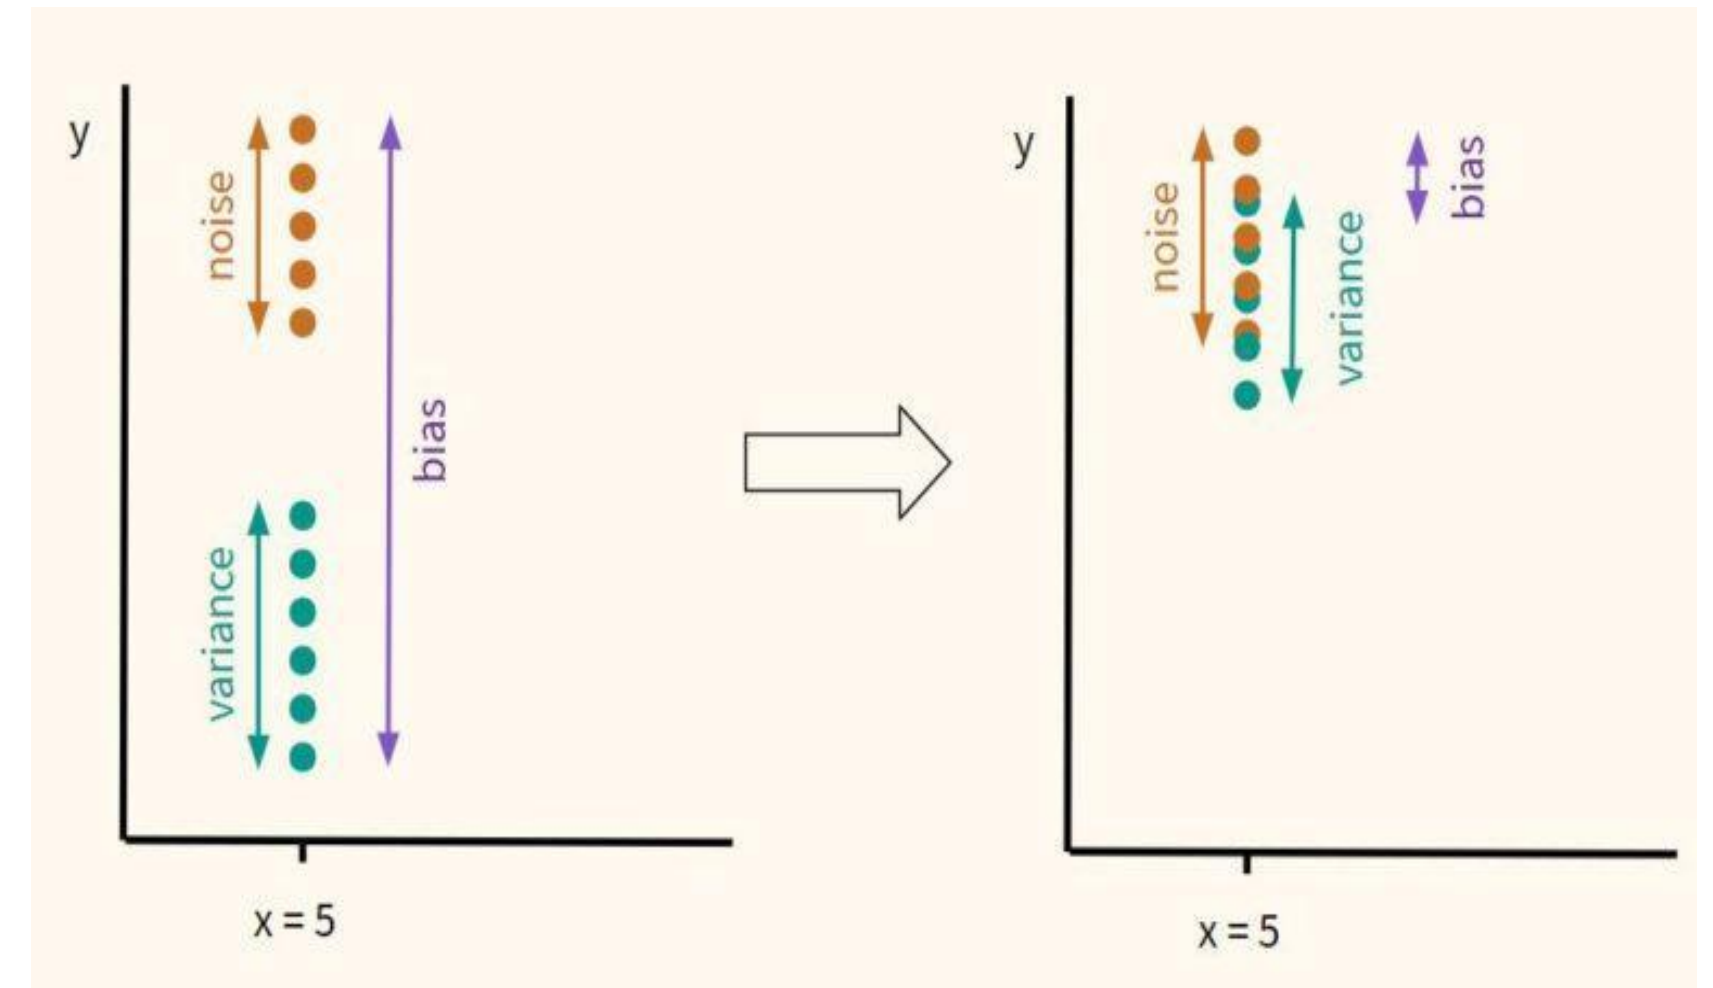 y
noise
bias
variance
x = 5
y
noise
bias
variance
x = 5